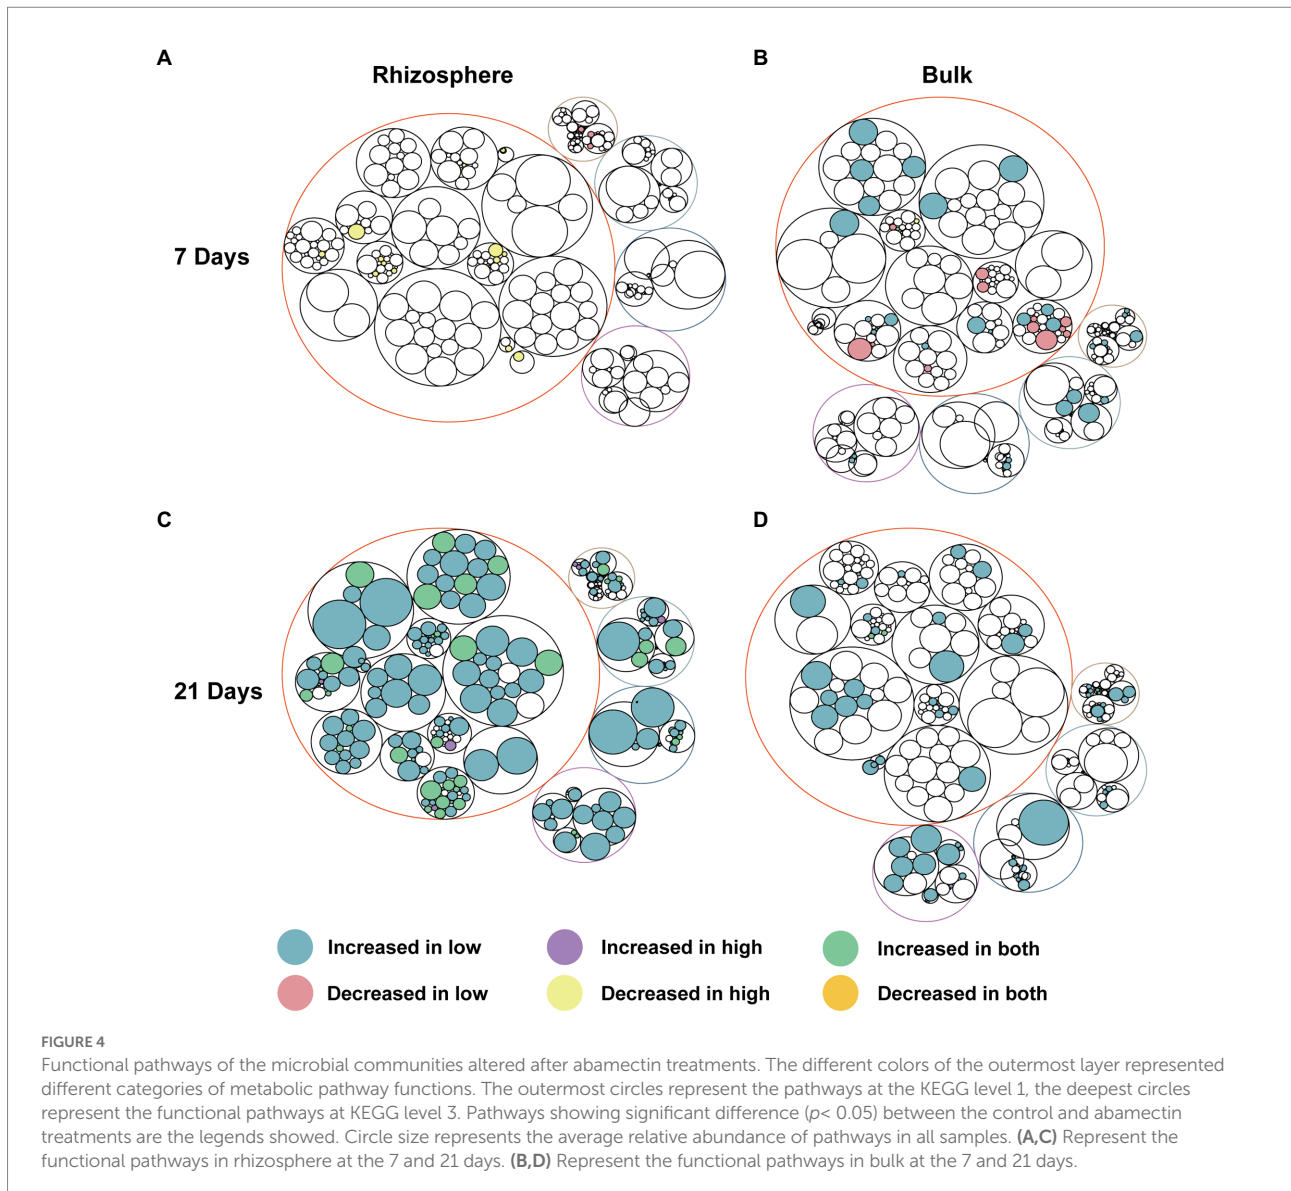 A
Rhizosphere
B
Bulk
7 Days
C
D
21 Days
Increased in low
Increased in high
Increased in both
Decreased in low
Decreased in high
Decreased in both
FIGURE 4
Functional pathways of the microbial communities altered after abamectin treatments. The different colors of the outermost layer represented
different categories of metabolic pathway functions. The outermost circles represent the pathways at the KEGG level 1, the deepest circles
represent the functional pathways at KEGG level 3. Pathways showing significant difference (p< 0.05) between the control and abamectin
treatments are the legends showed. Circle size represents the average relative abundance of pathways in all samples. (A,C) Represent the
functional pathways in rhizosphere at the 7 and 21 days. (B,D) Represent the functional pathways in bulk at the 7 and 21 days.